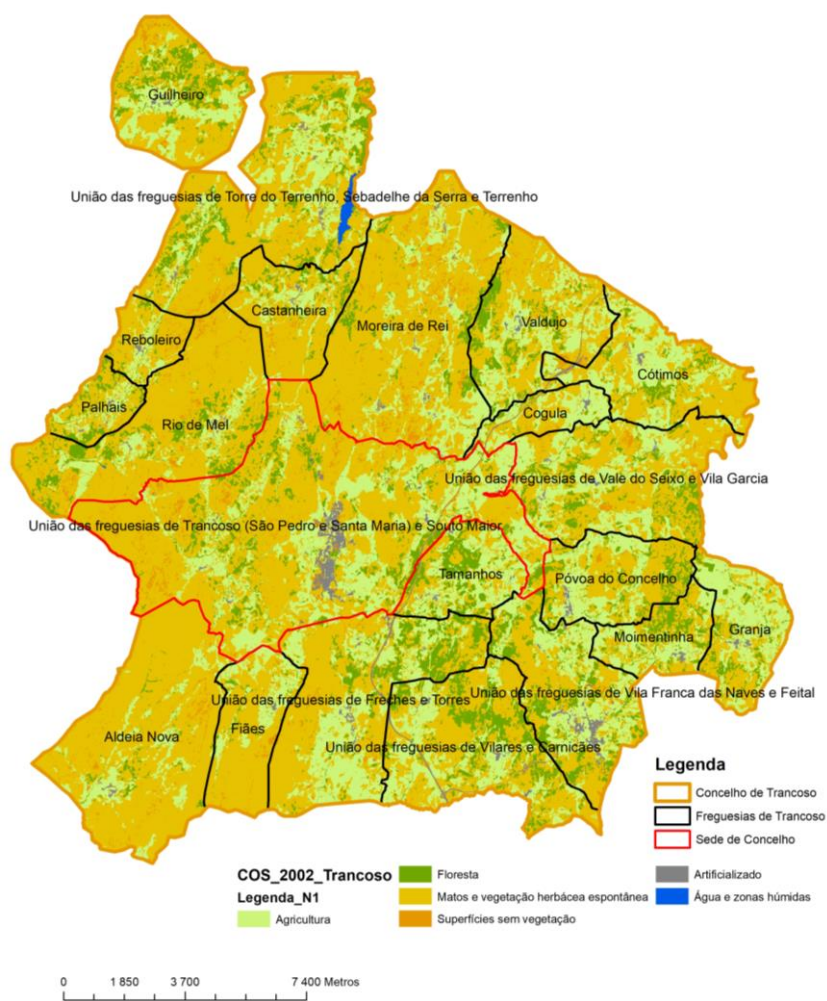 Guilheiro
União das freguesias de Torre do Terrenho, Sebadelhe da Serra e Terrenho
Castanheira
Moreira de Rei
Valdujo
Reboleiro
Cótimos
Palhais
Cogula
Rio de Mel
União das freguesias de Vale do Seixo e Vila Garcia
União das freguesias de Trancoso (São Pedro e Santa Maria) e Souto Maior
Tamanhos
Póvoa do Concelho
Moimentinha
Granja
União das freguesias de Freches e Torres
União das freguesias de Vila Franca das Naves e Feital
Fiães
Aldeia Nova
União das freguesias de Vilares e Carnicães
Legenda
Concelho de Trancoso
Freguesias de Trancoso
Sede de Concelho
COS_2002_Trancoso
Legenda_N1
Agricultura
Floresta
Matos e vegetação herbácea espontânea
Superfícies sem vegetação
Artificializado
Água e zonas húmidas
0 1 850 3 700 7 400 Metros